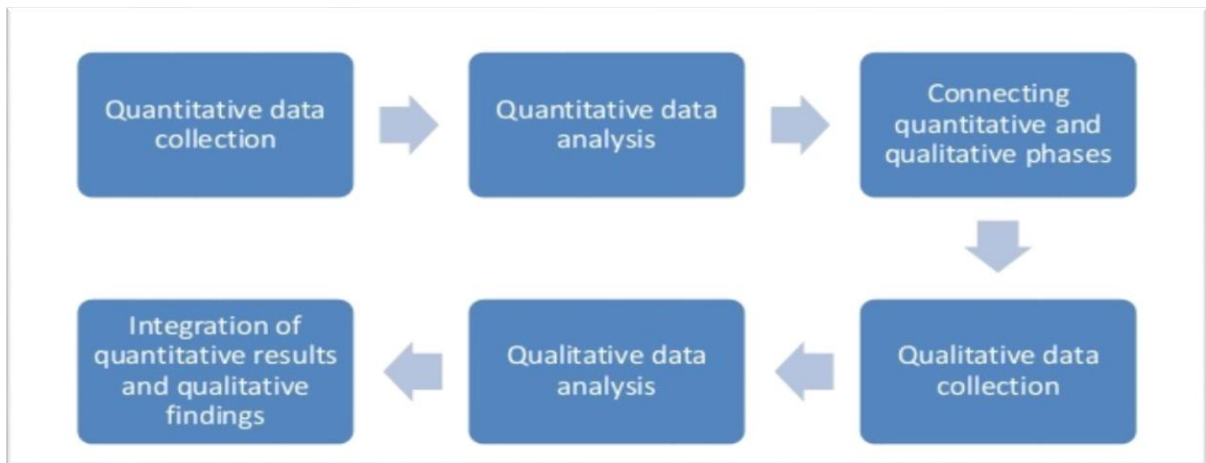 Quantitative data
collection
Quantitative data
analysis
Connecting
quantitative and
qualitative phases
Qualitative data
collection
Qualitative data
analysis
Integration of
quantitative results
and qualitative
findings